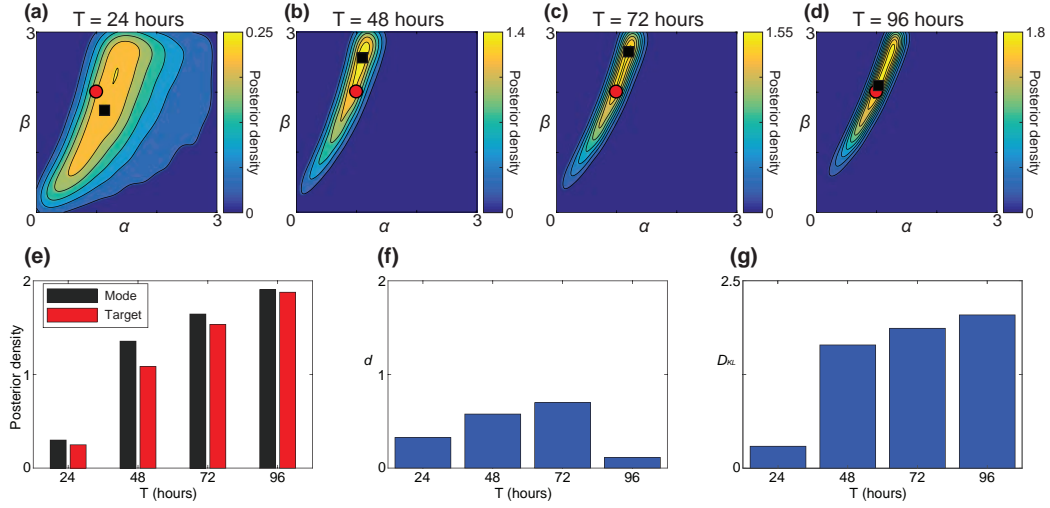 (a) T = 24 hours
3
β
0
α
3
0.25
0
Posterior density
(b) T = 48 hours
3
β
0
α
3
1.4
0
Posterior density
(c) T = 72 hours
3
β
0
α
3
1.55
0
Posterior density
(d) T = 96 hours
3
β
0
α
3
1.8
0
Posterior density
(e)
2
1
0
Posterior density
Mode
Target
24 48 72 96
T (hours)
(f)
2
1
0
d
24 48 72 96
T (hours)
(g)
2.5
0
DKL
24 48 72 96
T (hours)